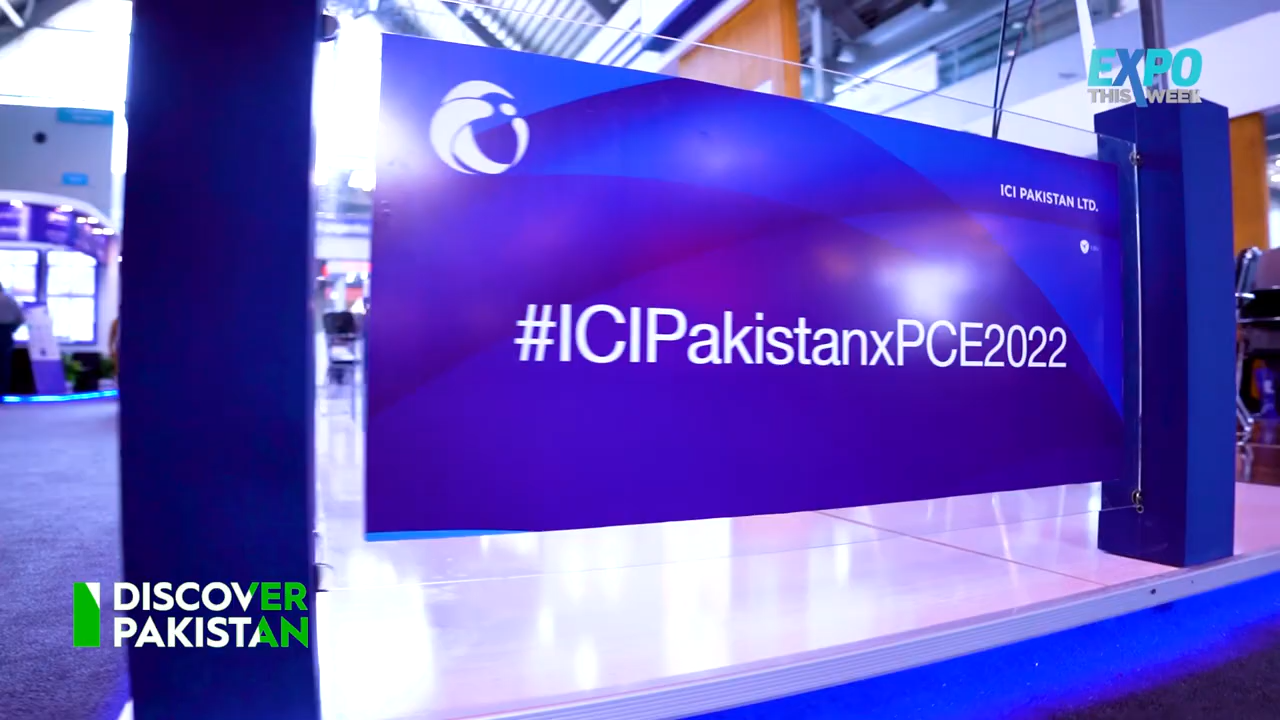 EXPO
THIS WEEK
ICI PAKISTAN LTD.
#ICIPakistanxPCE2022
DISCOVER
PAKISTAN